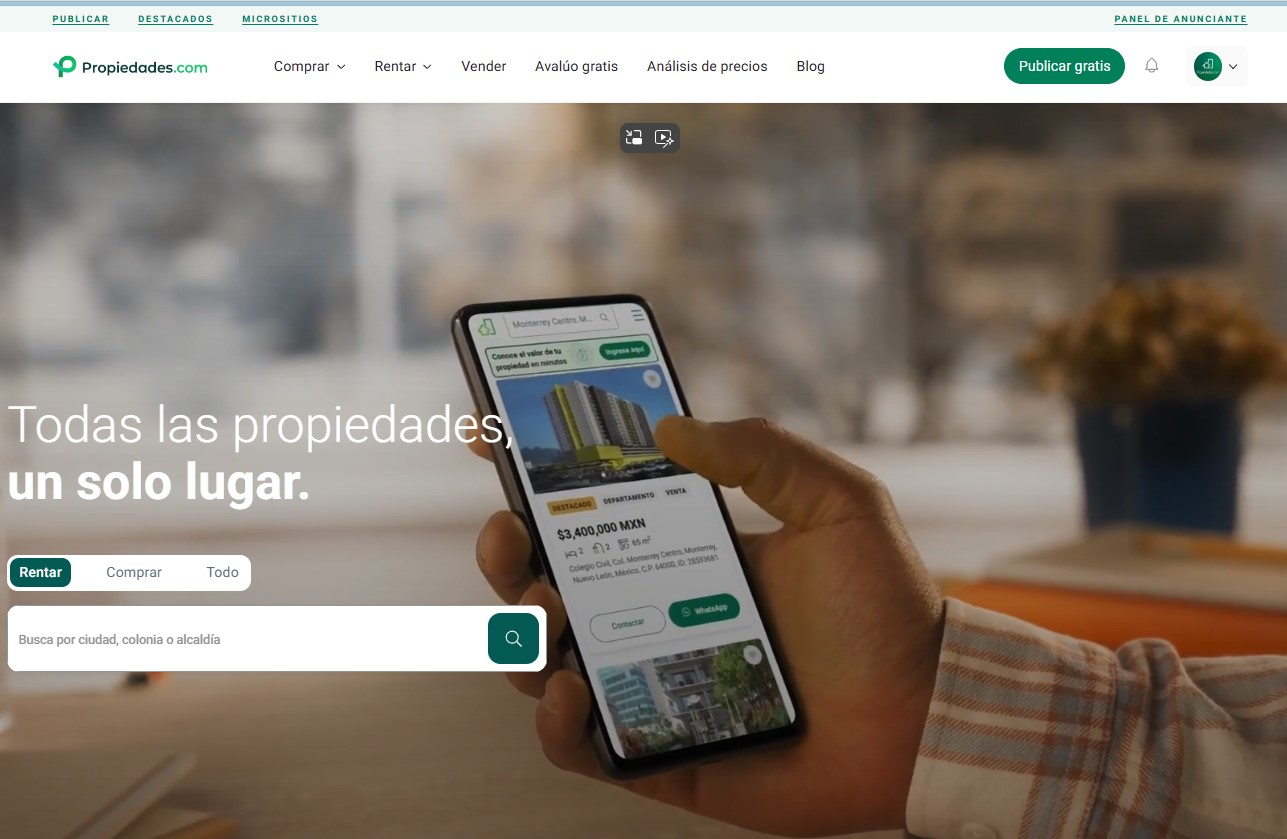 PUBLICAR DESTACADOS MICROSITIOS PANEL DE ANUNCIANTE
Propiedades.com Comprar Rentar Vender Avalúo gratis Análisis de precios Blog Publicar gratis
Monterrey Centro, M...
Conoce el valor de tu
propiedad en minutos
Ingresa aquí
Todas las propiedades,
un solo lugar.
DESTACADO DEPARTAMENTO VENTA
$3,400,000 MXN
2 2 65 m²
Colegio Civil, Col. Monterrey Centro, Monterrey,
Nuevo León, México, C.P. 64000, ID: 28593681
Contactar WhatsApp
Rentar Comprar Todo
Busca por ciudad, colonia o alcaldía